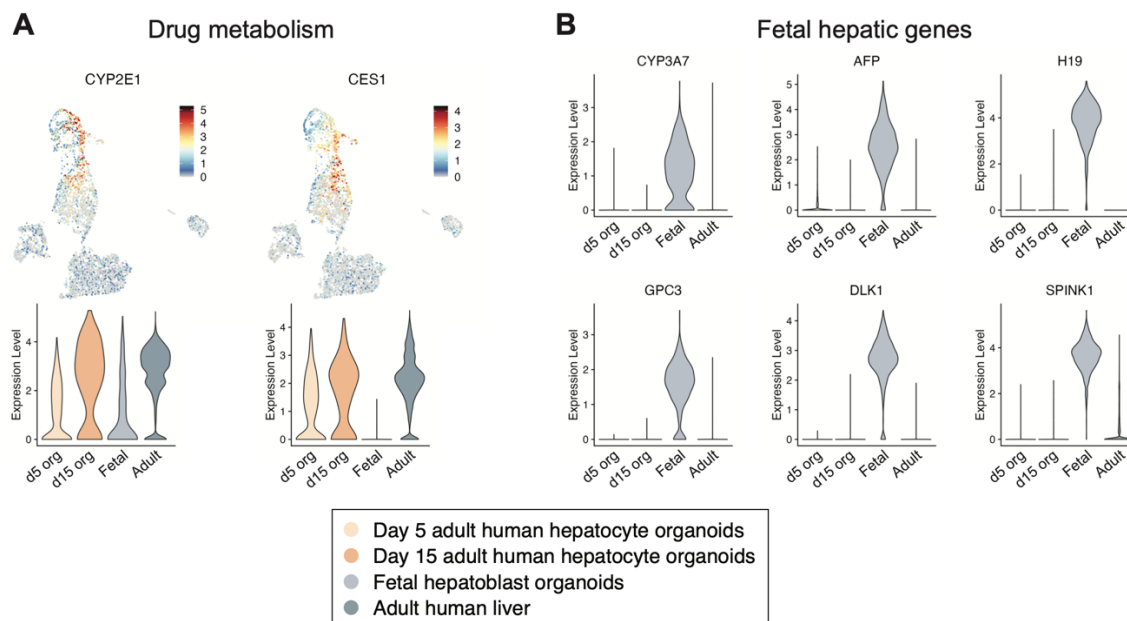 A
Drug metabolism
CYP2E1
5
4
3
2
1
0
CES1
4
3
2
1
0
Expression Level
4
2
0
d5 org
d15 org
Fetal
Adult
Expression Level
4
3
2
1
0
d5 org
d15 org
Fetal
Adult
B
Fetal hepatic genes
CYP3A7
Expression Level
3
2
1
0
d5 org
d15 org
Fetal
Adult
AFP
Expression Level
5
4
3
2
1
0
d5 org
d15 org
Fetal
Adult
H19
Expression Level
4
2
0
d5 org
d15 org
Fetal
Adult
GPC3
Expression Level
3
2
1
0
d5 org
d15 org
Fetal
Adult
DLK1
Expression Level
4
3
2
1
0
d5 org
d15 org
Fetal
Adult
SPINK1
Expression Level
4
2
0
d5 org
d15 org
Fetal
Adult
Day 5 adult human hepatocyte organoids
Day 15 adult human hepatocyte organoids
Fetal hepatoblast organoids
Adult human liver